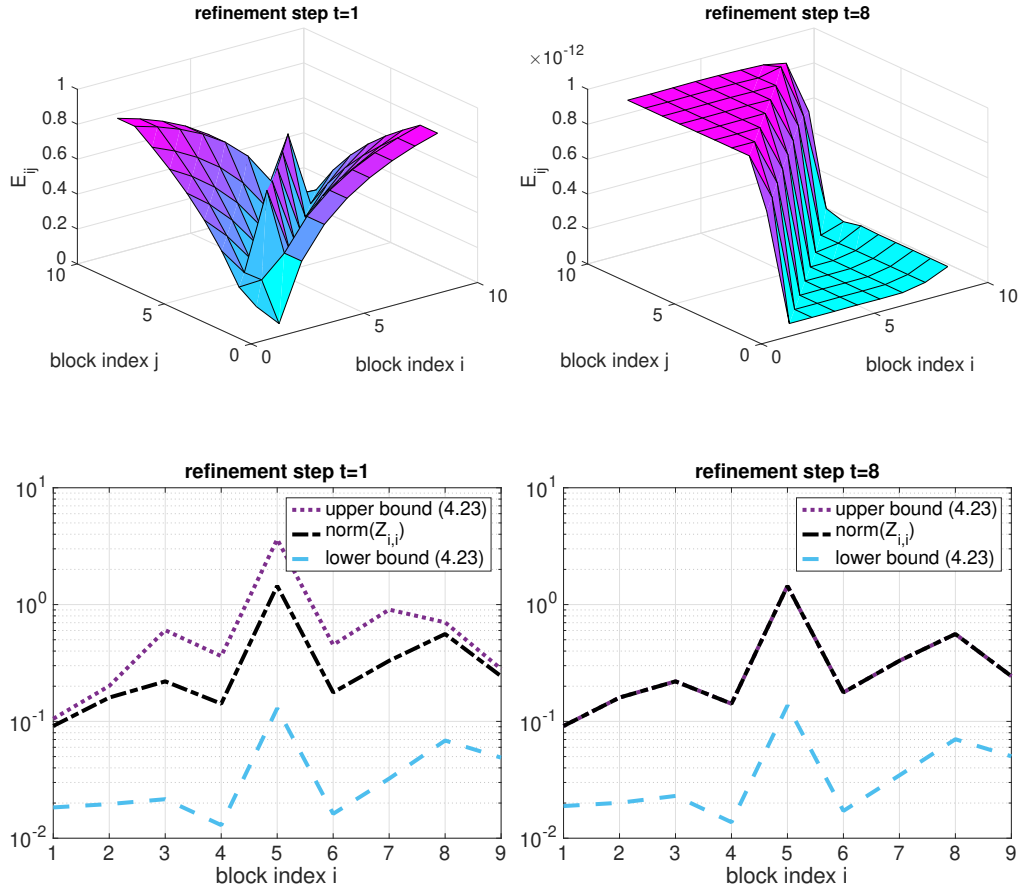 refinement step t=1
1
0.8
0.6
0.4
0.2
0
E_ij
10
5
0
block index j
0
5
10
block index i
refinement step t=8
×10^-12
1
0.8
0.6
0.4
0.2
0
E_ij
10
5
0
block index j
0
5
10
block index i
refinement step t=1
10^1
10^0
10^-1
10^-2
upper bound (4.23)
norm(Z_i,i)
lower bound (4.23)
1 2 3 4 5 6 7 8 9
block index i
refinement step t=8
10^1
10^0
10^-1
10^-2
upper bound (4.23)
norm(Z_i,i)
lower bound (4.23)
1 2 3 4 5 6 7 8 9
block index i